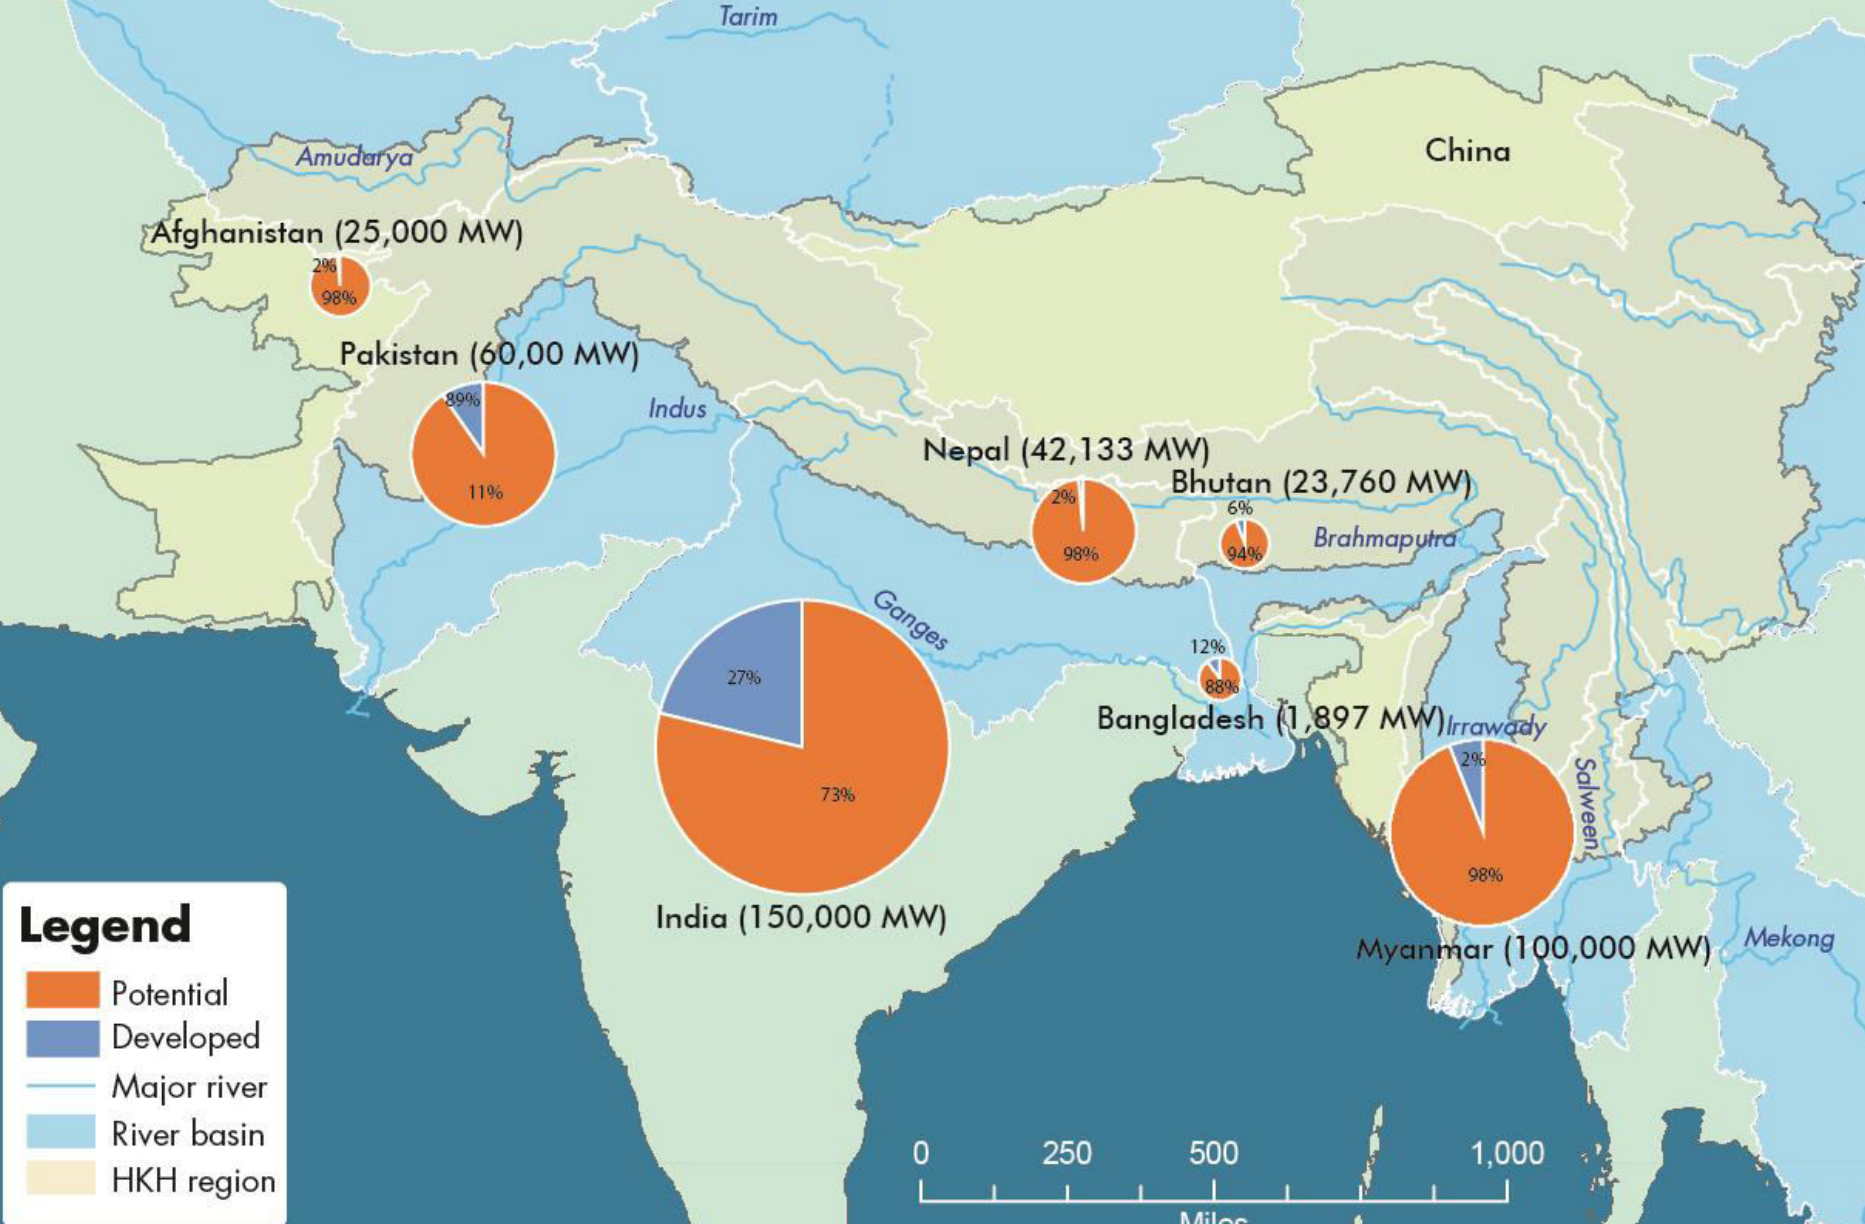 Tarim
China
Amudarya
Afghanistan (25,000 MW)
2%
98%
Pakistan (60,00 MW)
89%
11%
Indus
Nepal (42,133 MW)
2%
98%
Bhutan (23,760 MW)
6%
94%
Brahmaputra
Ganges
27%
73%
India (150,000 MW)
12%
88%
Bangladesh (1,897 MW)
Irrawady
2%
98%
Salween
Myanmar (100,000 MW)
Mekong
Legend
Potential
Developed
Major river
River basin
HKH region
0 250 500 1,000
Miles